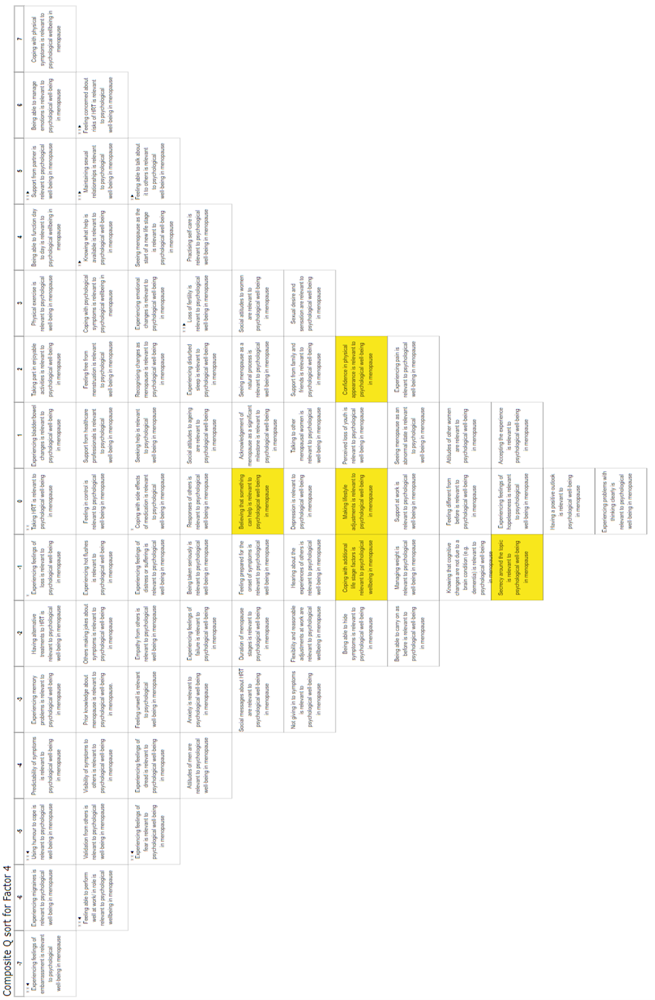 Composite Q sort for Factor 4
-7 -6 -5 -4 -3 -2 -1 0 1 2 3 4 5 6 7
**◄
Experiencing feelings of
embarrassment is relevant
to psychological
well-being in menopause
Experiencing migraines is
relevant to psychological
well-being in menopause
**◄
Using humour to cope is
relevant to psychological
well-being in menopause
Predictability of symptoms
is relevant to
psychological well-being
in menopause
Experiencing memory
problems is relevant to
psychological well-being
in menopause
Having alternative
treatments to HRT is
relevant to psychological
well-being in menopause
*
Experiencing feelings of
loss is relevant to
psychological well-being
in menopause
**
Taking HRT is relevant to
psychological well-being
in menopause
Experiencing bladder/bowel
changes is relevant to
psychological well-being
in menopause
Taking part in enjoyable
activities is relevant to
psychological well-being
in menopause
Physical exercise is
relevant to psychological
well-being in menopause
Being able to function day
to day is relevant to
psychological wellbeing in
menopause
**►
Support from partner is
relevant to psychological
well-being in menopause
Being able to manage
emotions is relevant to
psychological well-being
in menopause
Coping with physical
symptoms is relevant to
psychological wellbeing in
menopause
**◄
Feeling able to perform
well at work/ in role is
relevant to psychological
wellbeing in menopause
Validation from others is
relevant to psychological
well-being in menopause
Visibility of symptoms to
others is relevant to
psychological well-being
in menopause
Prior knowledge about
menopause is relevant to
psychological well-being
in menopause.
Others making jokes about
symptoms is relevant to
psychological well-being
in menopause
Experiencing hot flushes
is relevant to
psychological well-being
in menopause
Feeling in control is
relevant to psychological
well-being in menopause
Support from healthcare
professionals is relevant
to psychological
well-being in menopause
Feeling free from
menstruation is relevant
to psychological
well-being in menopause
Coping with psychological
symptoms is relevant to
psychological wellbeing in
menopause
**►
Knowing what help is
available is relevant to
psychological well-being
in menopause
**►
Maintaining sexual
relationships is relevant
to psychological
well-being in menopause
**►
Feeling concerned about
risks of HRT is relevant
to psychological
well-being in menopause
**◄
Experiencing feelings of
fear is relevant to
psychological well-being
in menopause
Experiencing feelings of
dread is relevant to
psychological well-being
in menopause
Feeling unwell is relevant
to psychological
well-being in menopause
Empathy from others is
relevant to psychological
well-being in menopause
Experiencing feelings of
distress or suffering is
relevant to psychological
well-being in menopause
*
Coping with side effects
of medication is relevant
to psychological
well-being in menopause
Seeking help is relevant
to psychological
well-being in menopause
Recognising changes as
menopause is relevant to
psychological well-being
in menopause
Experiencing emotional
changes is relevant to
psychological well-being
in menopause
Seeing menopause as the
start of a new life stage
is relevant to
psychological well-being
in menopause
*►
Feeling able to talk about
it to others is relevant
to psychological
well-being in menopause
Attitudes of men are
relevant to psychological
well-being in menopause
Anxiety is relevant to
psychological well-being
in menopause
Experiencing feelings of
failure is relevant to
psychological well-being
in menopause
Being taken seriously is
relevant to psychological
well-being in menopause
Responses of others is
relevant to psychological
well-being in menopause
Social attitudes to ageing
are relevant to
psychological well-being
in menopause
Experiencing disturbed
sleep is relevant to
psychological well-being
in menopause
**►
Loss of fertility is
relevant to psychological
well-being in menopause
Practising self-care is
relevant to psychological
well-being in menopause
Social messages about HRT
are relevant to
psychological well-being
in menopause
Duration of menopause
stages is relevant to
psychological well-being
in menopause
Feeling prepared for the
onset of symptoms is
relevant to psychological
well-being in menopause
Believing that something
can help is relevant to
psychological well-being
in menopause
Acknowledgement of
menopause as a significant
milestone is relevant to
psychological well-being
in menopause
Seeing menopause as a
natural process is
relevant to psychological
well-being in menopause
Social attitudes to women
are relevant to
psychological well-being
in menopause
Not giving in to symptoms
is relevant to
psychological well-being
in menopause
Flexibility and reasonable
adjustments at work are
relevant to psychological
wellbeing in menopause
Hearing about the
experiences of others is
relevant to psychological
well-being in menopause
Depression is relevant to
psychological well-being
in menopause
Talking to other
menopausal women is
relevant to psychological
well-being in menopause
Support from family and
friends is relevant to
psychological well-being
in menopause
Sexual desire and
sensation are relevant to
psychological well-being
in menopause
Being able to hide
symptoms is relevant to
psychological well-being
in menopause
Coping with additional
life stage factors is
relevant to psychological
wellbeing in menopause
Making lifestyle
adjustments is relevant to
psychological well-being
in menopause
Perceived loss of youth is
relevant to psychological
well-being in menopause
Confidence in physical
appearance is relevant to
psychological well-being
in menopause
Being able to carry on as
before is relevant to
psychological well-being
in menopause
Managing weight is
relevant to psychological
well-being in menopause
Support at work is
relevant to psychological
well-being in menopause
Seeing menopause as an
abnormal state is relevant
to psychological
well-being in menopause
Experiencing pain is
relevant to psychological
well-being in menopause
Knowing that cognitive
changes are not due to a
brain condition (e.g.
dementia) is relevant to
psychological well-being
in menopause
Feeling different from
before is relevant to
psychological well-being
in menopause
Attitudes of other women
are relevant to
psychological well-being
in menopause
Secrecy around the topic
is relevant to
psychological well-being
in menopause
Experiencing feelings of
hopelessness is relevant
to psychological
well-being in menopause
Accepting the experience
is relevant to
psychological well-being
in menopause
Having a positive outlook
is relevant to
psychological well-being
in menopause
Experiencing problems with
thinking clearly is
relevant to psychological
well-being in menopause